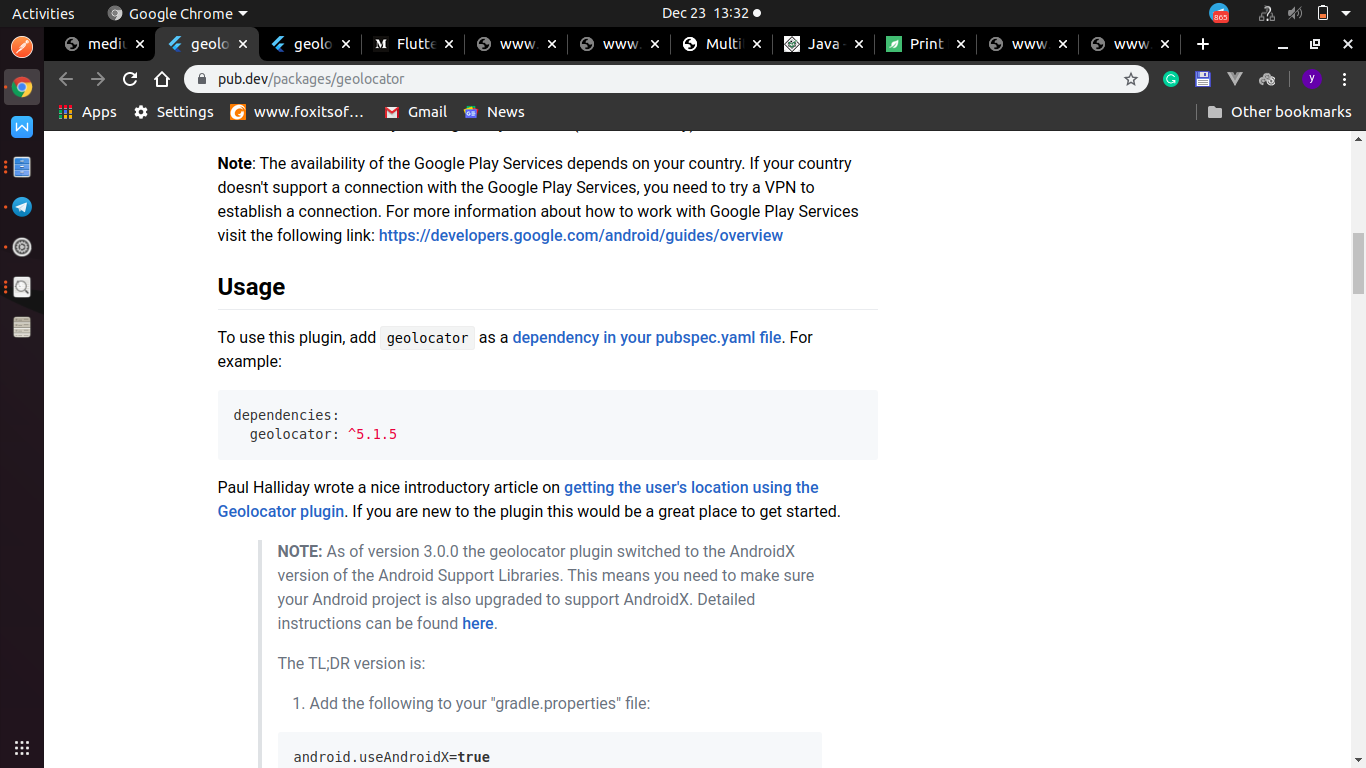 Activities Google Chrome Dec 23 13:32 865
mediu geolo geolo M Flutte www. www. Multi Java - Print www www.
pub.dev/packages/geolocator y
Apps Settings www.foxitsof... Gmail News Other bookmarks
Note: The availability of the Google Play Services depends on your country. If your country
doesn't support a connection with the Google Play Services, you need to try a VPN to
establish a connection. For more information about how to work with Google Play Services
visit the following link: https://developers.google.com/android/guides/overview
Usage
To use this plugin, add geolocator as a dependency in your pubspec.yaml file. For
example:
dependencies:
geolocator: ^5.1.5
Paul Halliday wrote a nice introductory article on getting the user's location using the
Geolocator plugin. If you are new to the plugin this would be a great place to get started.
NOTE: As of version 3.0.0 the geolocator plugin switched to the AndroidX
version of the Android Support Libraries. This means you need to make sure
your Android project is also upgraded to support AndroidX. Detailed
instructions can be found here.
The TL;DR version is:
1. Add the following to your "gradle.properties" file:
android.useAndroidX=true